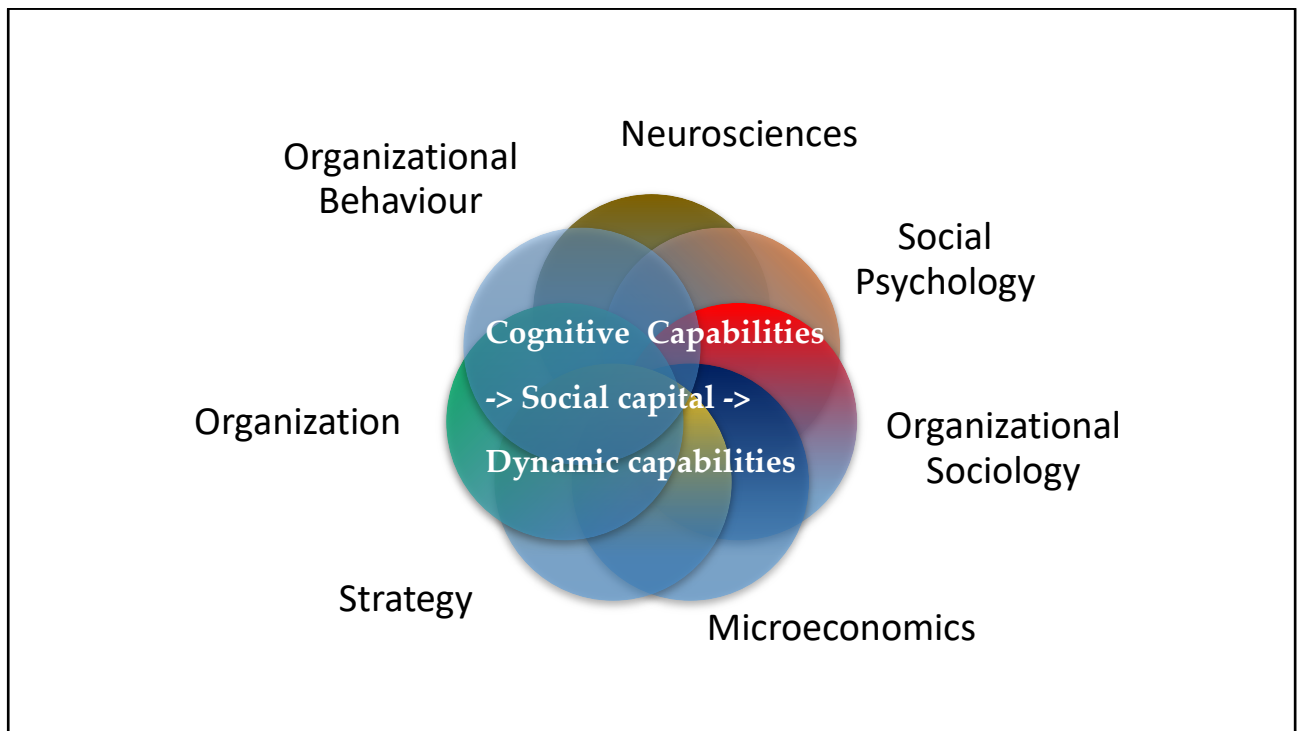 Neurosciences
Organizational
Behaviour
Social
Psychology
Cognitive Capabilities
-> Social capital ->
Dynamic capabilities
Organization
Organizational
Sociology
Strategy
Microeconomics